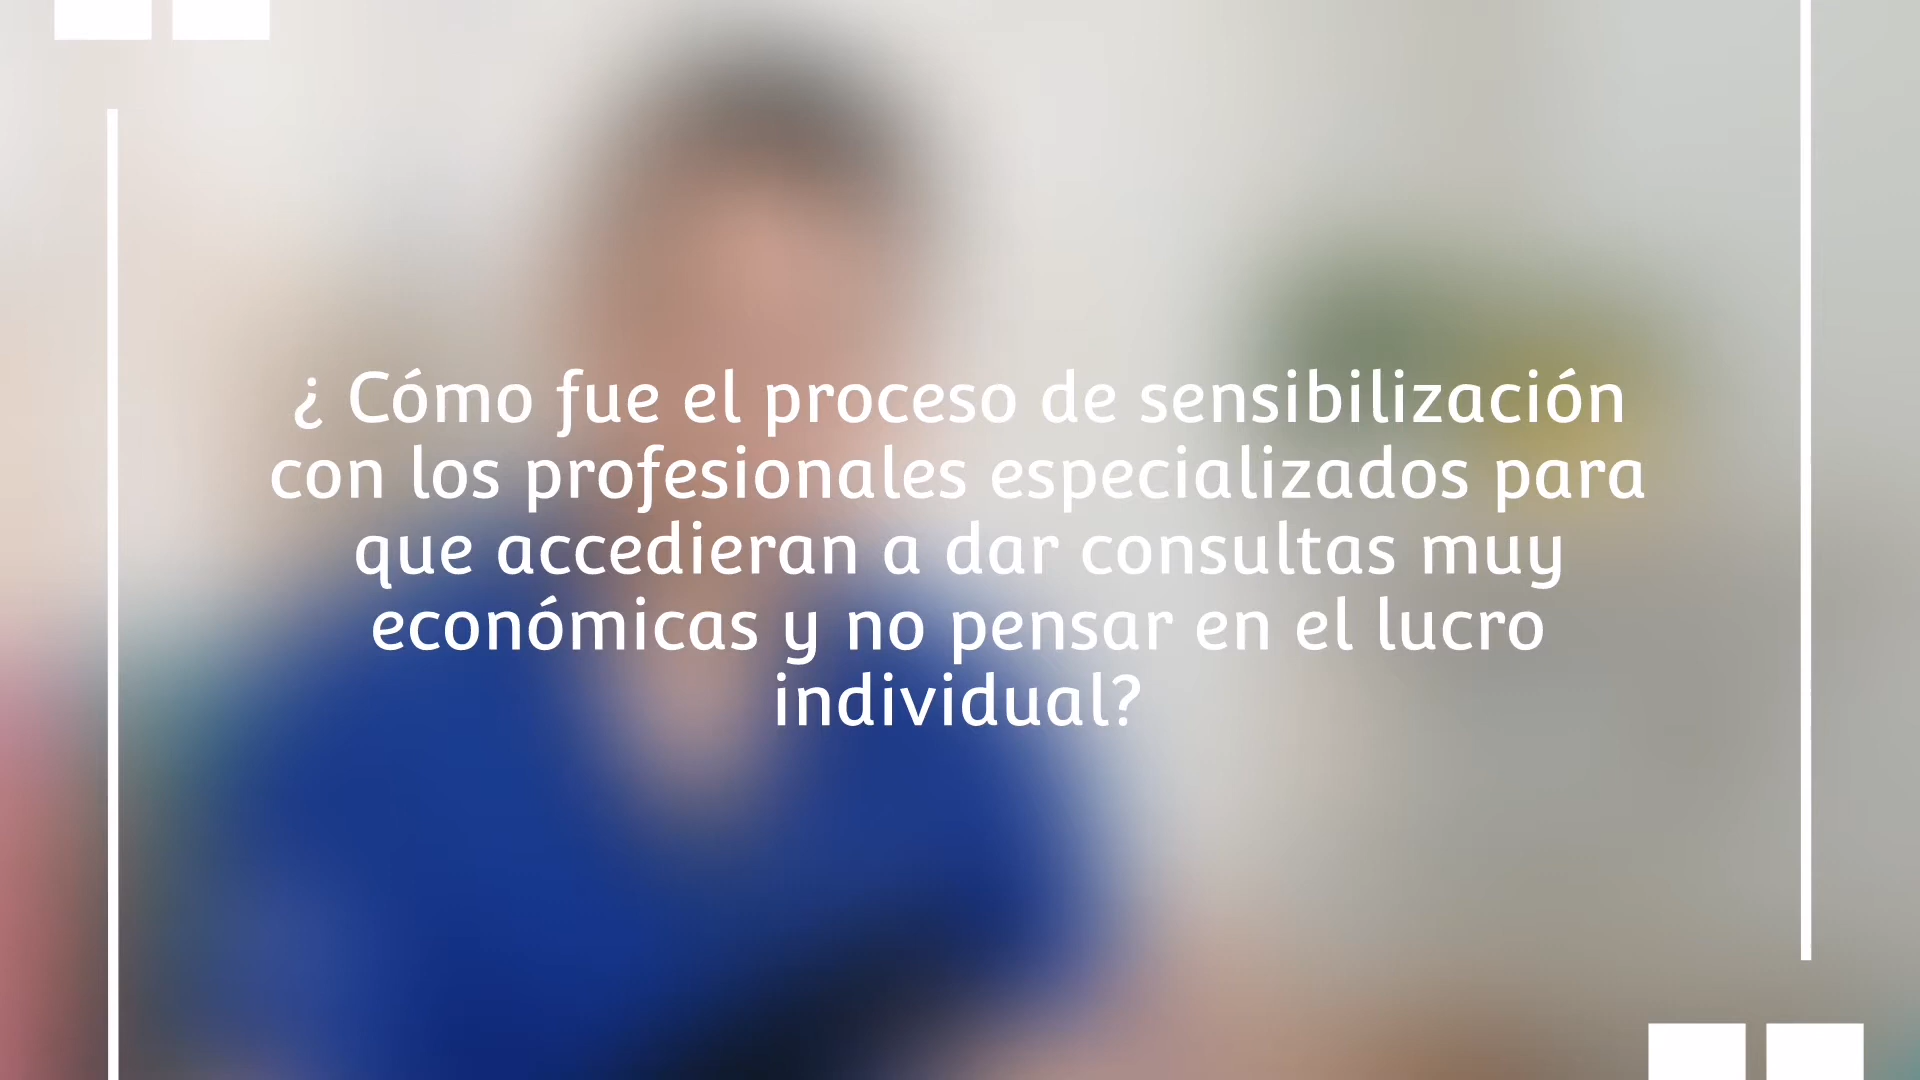 ¿ Cómo fue el proceso de sensibilización
con los profesionales especializados para
que accedieran a dar consultas muy
económicas y no pensar en el lucro
individual?